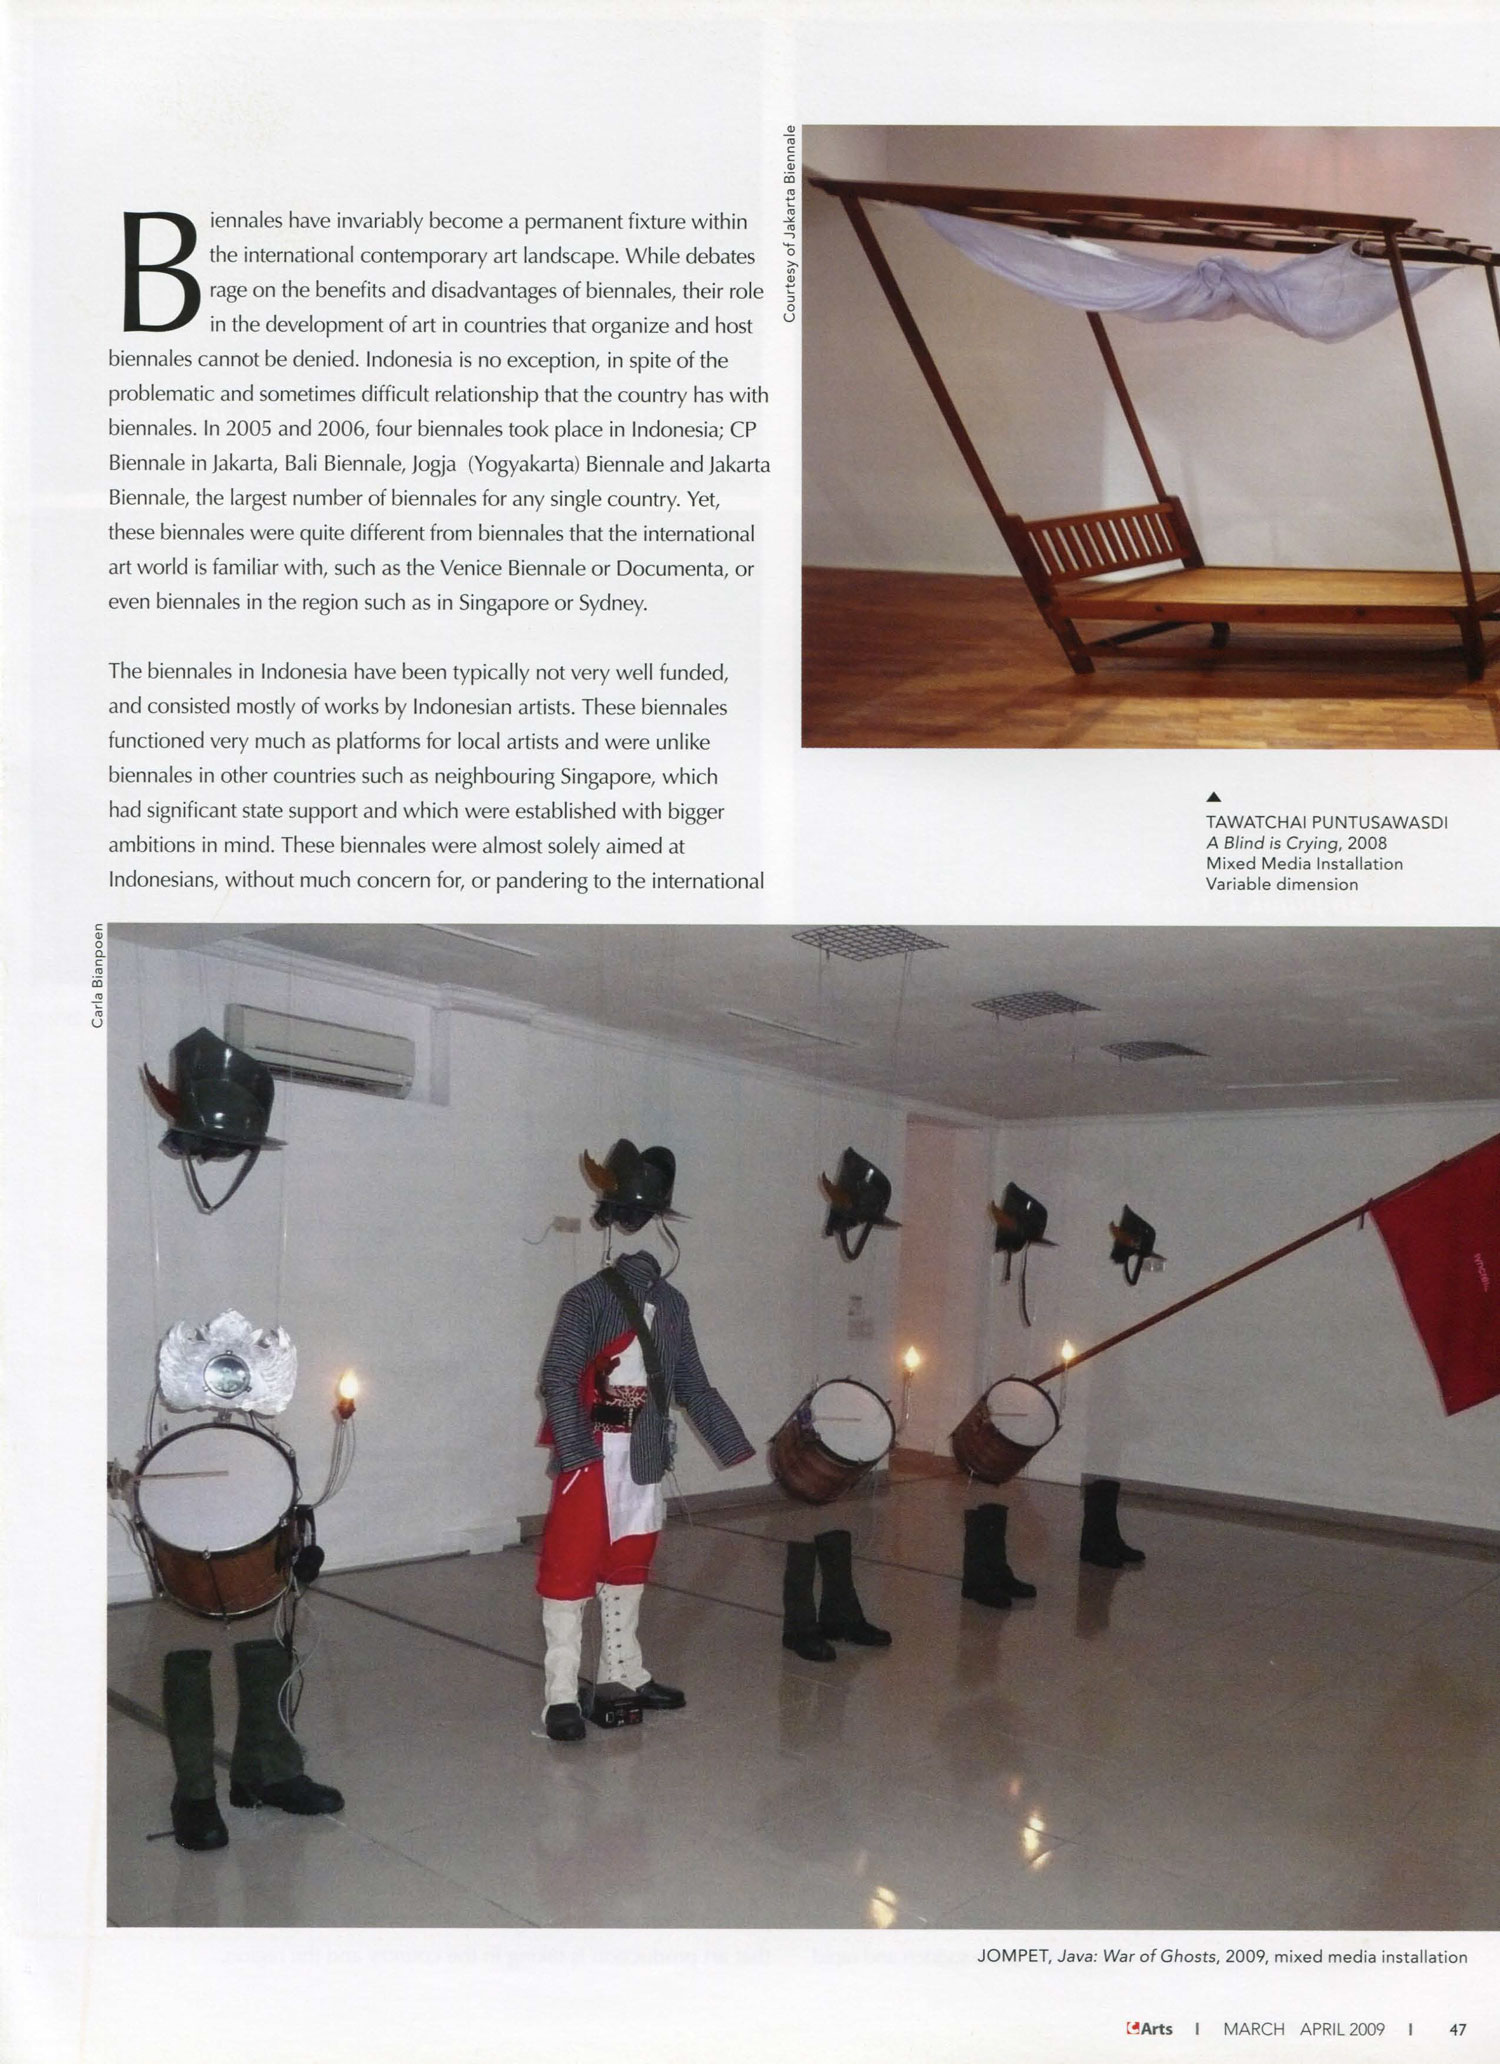 Courtesy of Jakarta Biennale
Biennales have invariably become a permanent fixture within
the international contemporary art landscape. While debates
rage on the benefits and disadvantages of biennales, their role
in the development of art in countries that organize and host
biennales cannot be denied. Indonesia is no exception, in spite of the
problematic and sometimes difficult relationship that the country has with
biennales. In 2005 and 2006, four biennales took place in Indonesia; CP
Biennale in Jakarta, Bali Biennale, Jogja (Yogyakarta) Biennale and Jakarta
Biennale, the largest number of biennales for any single country. Yet,
these biennales were quite different from biennales that the international
art world is familiar with, such as the Venice Biennale or Documenta, or
even biennales in the region such as in Singapore or Sydney.
The biennales in Indonesia have been typically not very well funded,
and consisted mostly of works by Indonesian artists. These biennales
functioned very much as platforms for local artists and were unlike
biennales in other countries such as neighbouring Singapore, which
had significant state support and which were established with bigger
ambitions in mind. These biennales were almost solely aimed at
Indonesians, without much concern for, or pandering to the international
▲
TAWATCHAI PUNTUSAWASDI
A Blind is Crying, 2008
Mixed Media Installation
Variable dimension
Carla Bianpoen
JOMPET, Java: War of Ghosts, 2009, mixed media installation
CArts | MARCH APRIL 2009 | 47